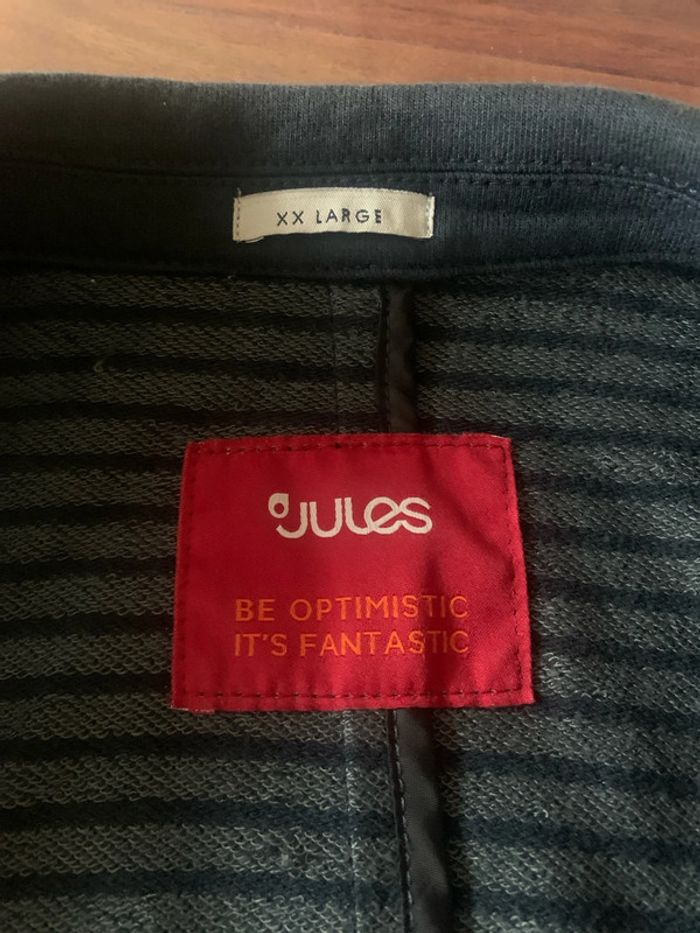 XX LARGE
JULES
BE OPTIMISTIC
IT'S FANTASTIC